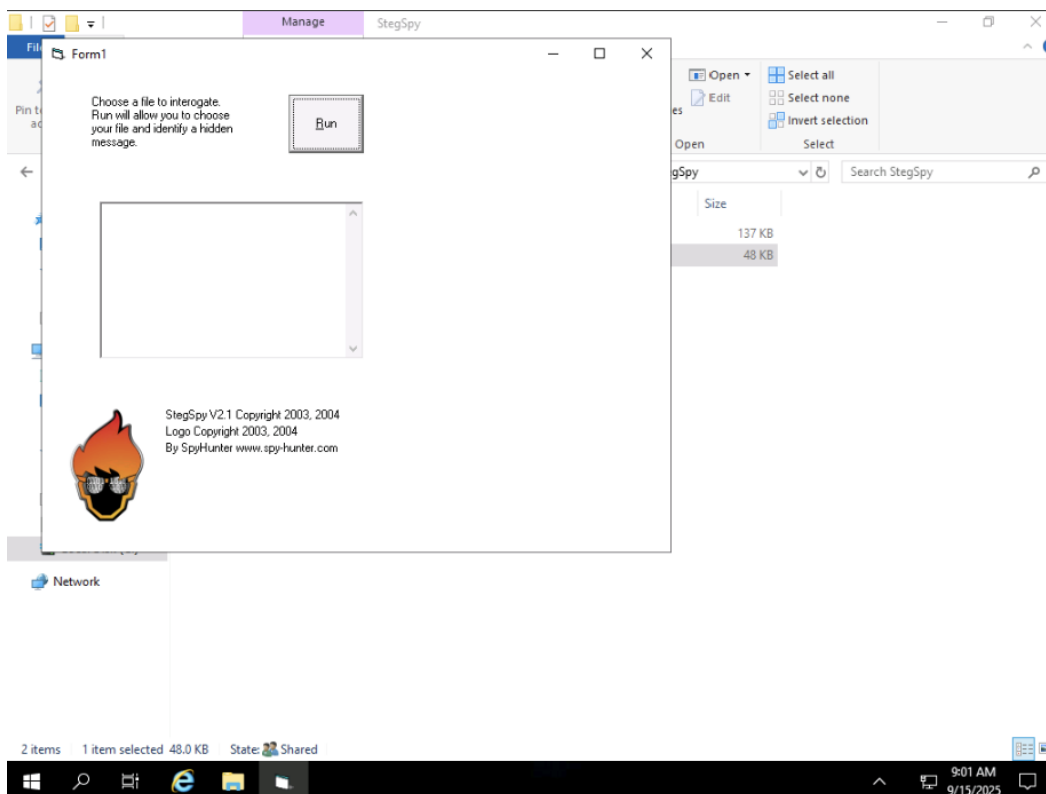 Manage
StegSpy
Form1
Choose a file to interogate.
Run will allow you to choose
your file and identify a hidden
message.
Run
StegSpy V2.1 Copyright 2003, 2004
Logo Copyright 2003, 2004
By SpyHunter www.spy-hunter.com
Open
Edit
Open
Select all
Select none
Invert selection
Select
Search StegSpy
Size
137 KB
48 KB
Network
2 items
1 item selected 48.0 KB
State: Shared
9:01 AM
9/15/2025